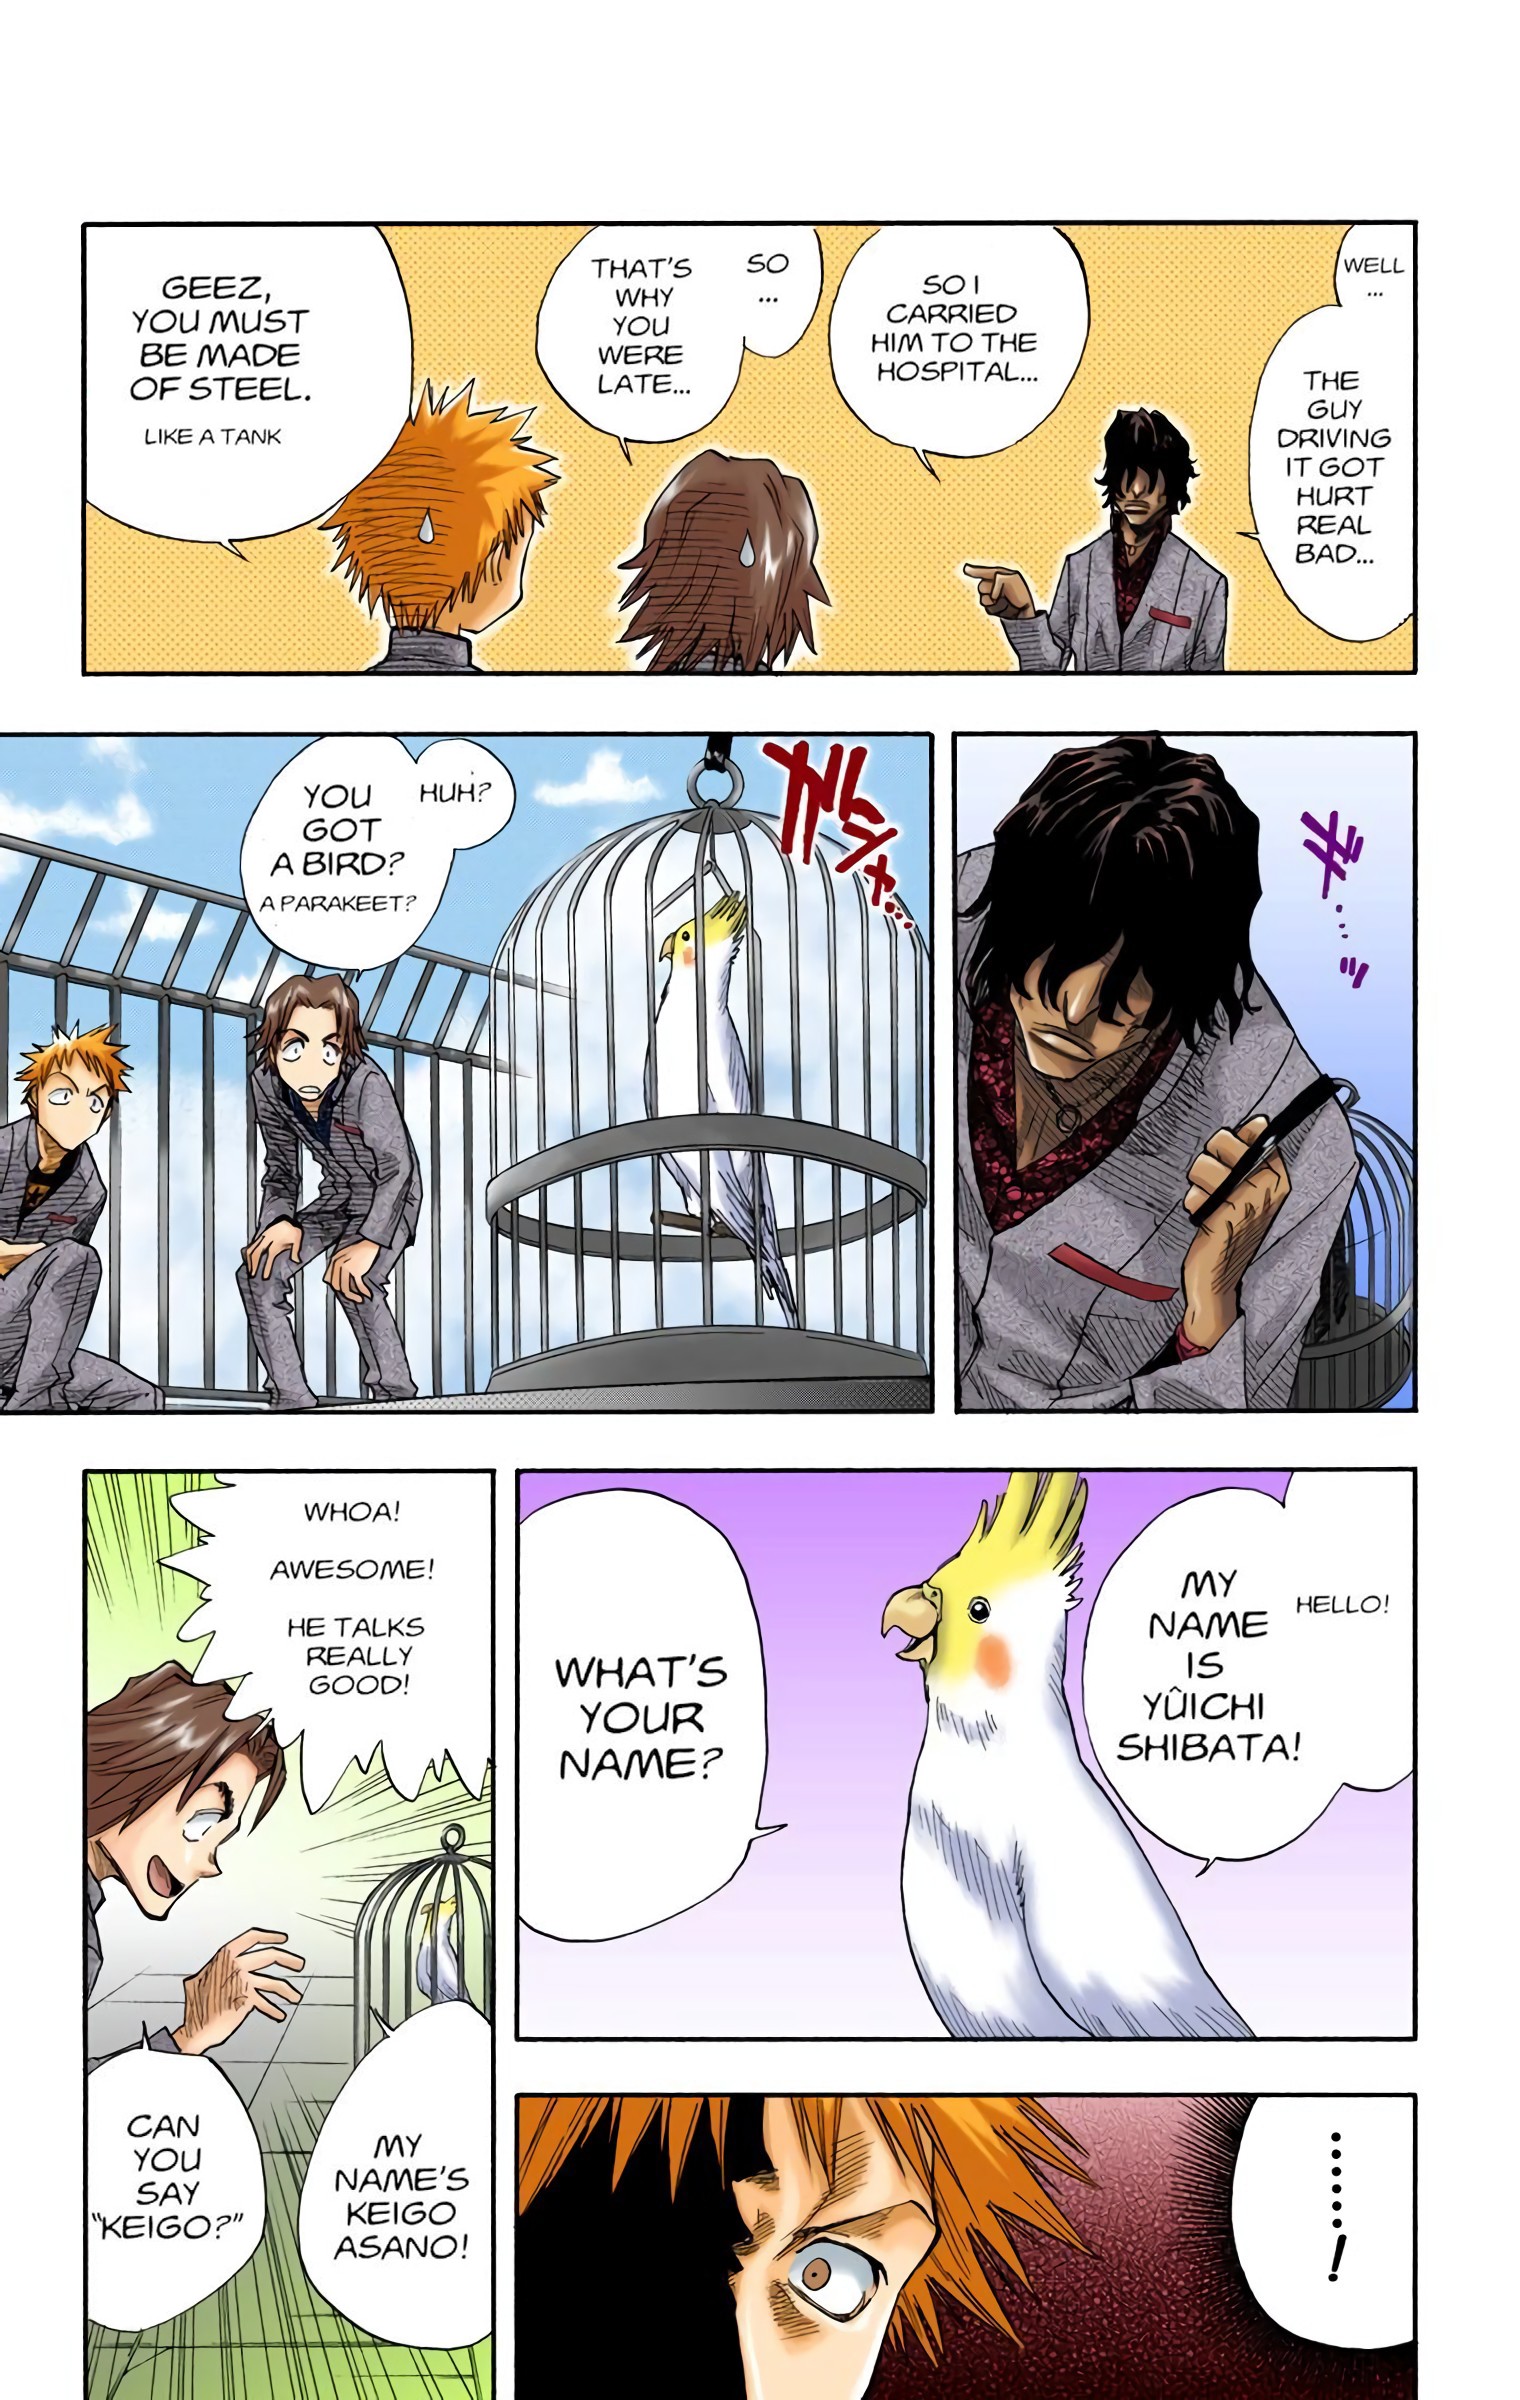 WELL
...
THE
GUY
DRIVING
IT GOT
HURT
REAL
BAD...
SO I
CARRIED
HIM TO THE
HOSPITAL...
SO
...
THAT'S
WHY
YOU
WERE
LATE...
GEEZ,
YOU MUST
BE MADE
OF STEEL.
LIKE A TANK
ガシャ...
HUH?
YOU
GOT
A BIRD?
A PARAKEET?
HELLO!
MY
NAME
IS
YÛICHI
SHIBATA!
WHAT'S
YOUR
NAME?
WHOA!
AWESOME!
HE TALKS
REALLY
GOOD!
MY
NAME'S
KEIGO
ASANO!
CAN
YOU
SAY
"KEIGO?"
......!